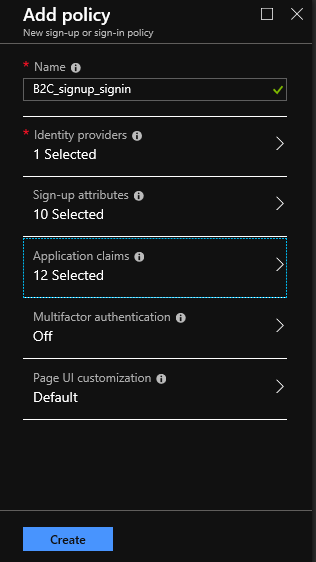 Add policy
New sign-up or sign-in policy
* Name
B2C_signup_signin
* Identity providers
1 Selected
Sign-up attributes
10 Selected
Application claims
12 Selected
Multifactor authentication
Off
Page UI customization
Default
Create